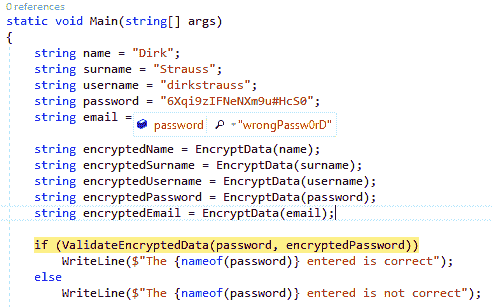 0 references
static void Main(string[] args)
{
string name = "Dirk";
string surname = "Strauss";
string username = "dirkstrauss";
string password = "6Xqi9zIFNeNXm9u#HcS0";
string email =
password "wrongPassw0rD"
string encryptedName = EncryptData(name);
string encryptedSurname = EncryptData(surname);
string encryptedUsername = EncryptData(username);
string encryptedPassword = EncryptData(password);
string encryptedEmail = EncryptData(email);
if (ValidateEncryptedData(password, encryptedPassword))
WriteLine($"The {nameof(password)} entered is correct");
else
WriteLine($"The {nameof(password)} entered is not correct");